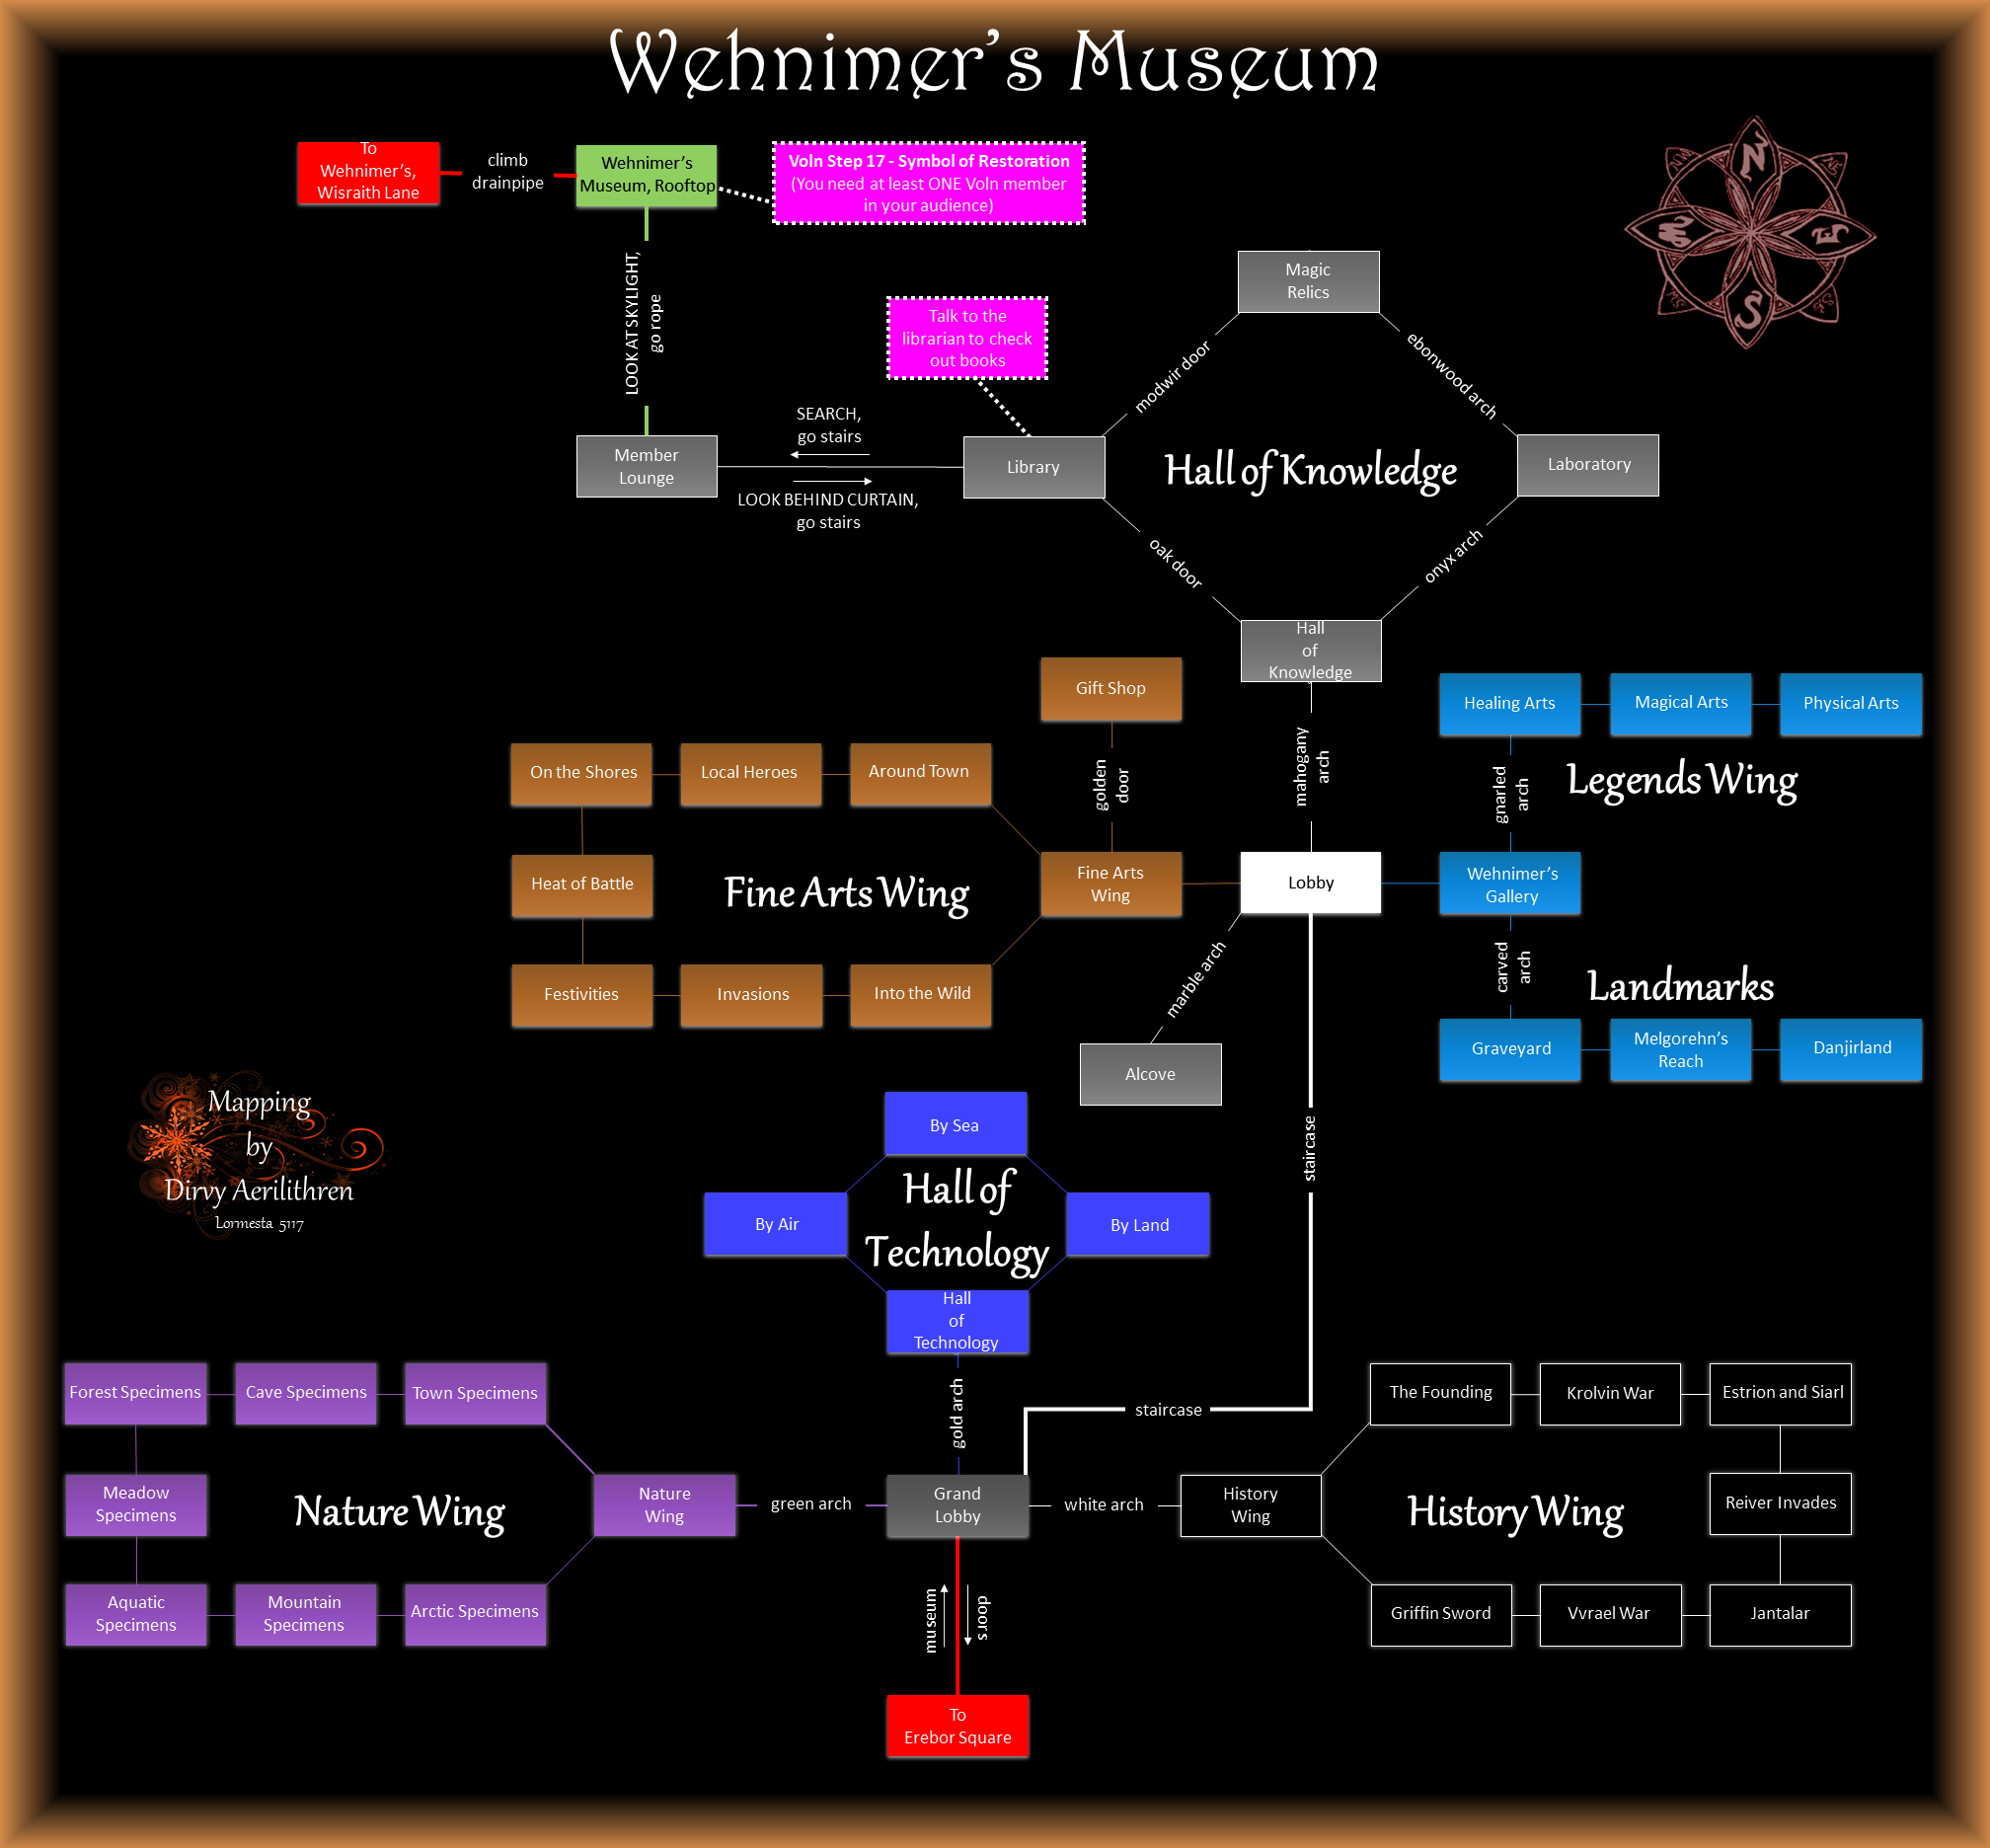 Wehnimer's Museum
To
Wehnimer's,
Wisraith Lane
climb
drainpipe
Wehnimer's
Museum, Rooftop
Voln Step 17 - Symbol of Restoration
(You need at least ONE Voln member
in your audience)
N
E
S
W
LOOK AT SKYLIGHT,
go rope
Magic
Relics
Talk to the
librarian to check
out books
modwir door
ebonwood arch
SEARCH,
go stairs
Member
Lounge
Library
Hall of Knowledge
Laboratory
LOOK BEHIND CURTAIN,
go stairs
oak door
onyx arch
Hall
of
Knowledge
Gift Shop
golden
door
mahogany
arch
Healing Arts
Magical Arts
Physical Arts
gnarled
arch
Legends Wing
On the Shores
Local Heroes
Around Town
Heat of Battle
Fine Arts Wing
Fine Arts
Wing
Lobby
Wehnimer's
Gallery
carved
arch
Landmarks
Festivities
Invasions
Into the Wild
marble arch
Alcove
Graveyard
Melgorehn's
Reach
Danjirland
Mapping
by
Dirvy Aerilithren
Lormesta 5117
By Sea
staircase
Hall of
Technology
By Air
By Land
Hall
of
Technology
gold arch
staircase
Forest Specimens
Cave Specimens
Town Specimens
The Founding
Krolvin War
Estrion and Siarl
Meadow
Specimens
Nature Wing
Nature
Wing
green arch
Grand
Lobby
white arch
History
Wing
History Wing
Reiver Invades
Aquatic
Specimens
Mountain
Specimens
Arctic Specimens
museum
doors
Griffin Sword
Vvrael War
Jantalar
To
Erebor Square